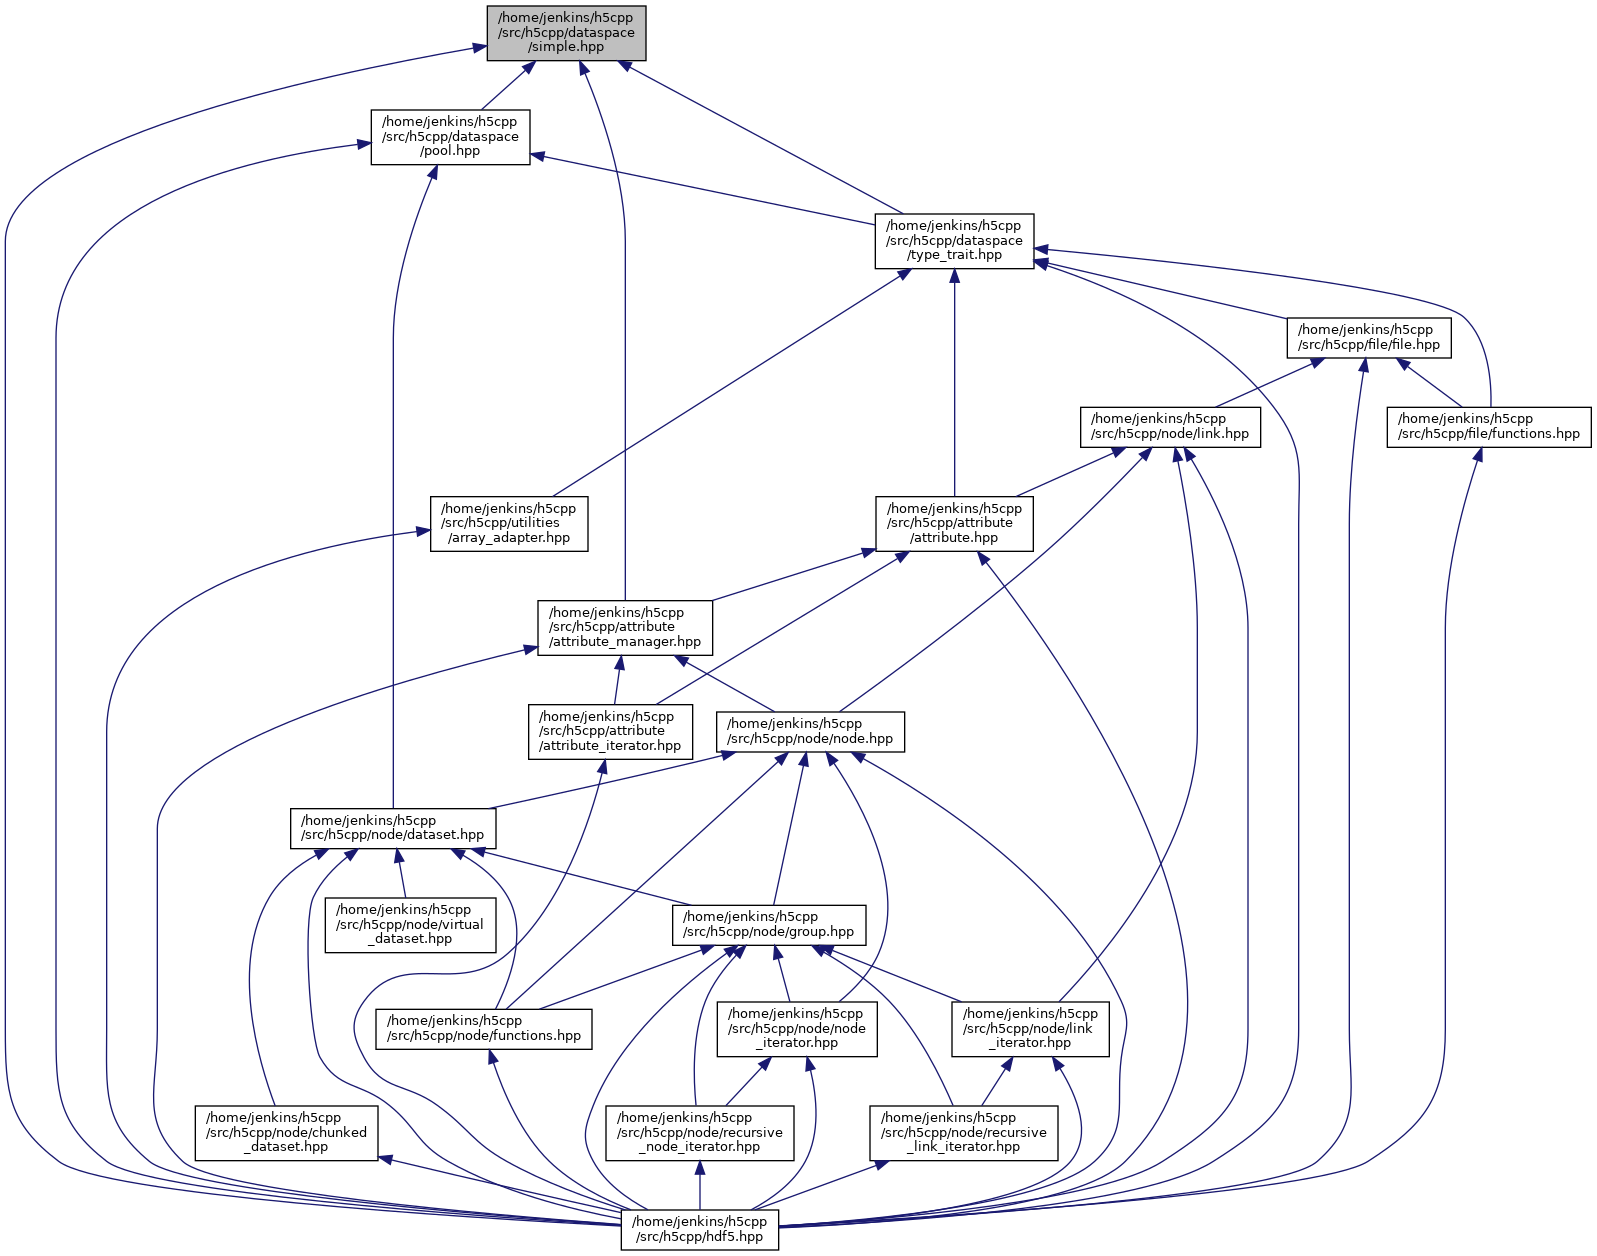 /home/jenkins/h5cpp
/src/h5cpp/dataspace
/simple.hpp
/home/jenkins/h5cpp
/src/h5cpp/dataspace
/pool.hpp
/home/jenkins/h5cpp
/src/h5cpp/dataspace
/type_trait.hpp
/home/jenkins/h5cpp
/src/h5cpp/file/file.hpp
/home/jenkins/h5cpp
/src/h5cpp/node/link.hpp
/home/jenkins/h5cpp
/src/h5cpp/file/functions.hpp
/home/jenkins/h5cpp
/src/h5cpp/utilities
/array_adapter.hpp
/home/jenkins/h5cpp
/src/h5cpp/attribute
/attribute.hpp
/home/jenkins/h5cpp
/src/h5cpp/attribute
/attribute_manager.hpp
/home/jenkins/h5cpp
/src/h5cpp/attribute
/attribute_iterator.hpp
/home/jenkins/h5cpp
/src/h5cpp/node/node.hpp
/home/jenkins/h5cpp
/src/h5cpp/node/dataset.hpp
/home/jenkins/h5cpp
/src/h5cpp/node/virtual
_dataset.hpp
/home/jenkins/h5cpp
/src/h5cpp/node/group.hpp
/home/jenkins/h5cpp
/src/h5cpp/node/functions.hpp
/home/jenkins/h5cpp
/src/h5cpp/node/node
_iterator.hpp
/home/jenkins/h5cpp
/src/h5cpp/node/link
_iterator.hpp
/home/jenkins/h5cpp
/src/h5cpp/node/chunked
_dataset.hpp
/home/jenkins/h5cpp
/src/h5cpp/node/recursive
_node_iterator.hpp
/home/jenkins/h5cpp
/src/h5cpp/node/recursive
_link_iterator.hpp
/home/jenkins/h5cpp
/src/h5cpp/hdf5.hpp